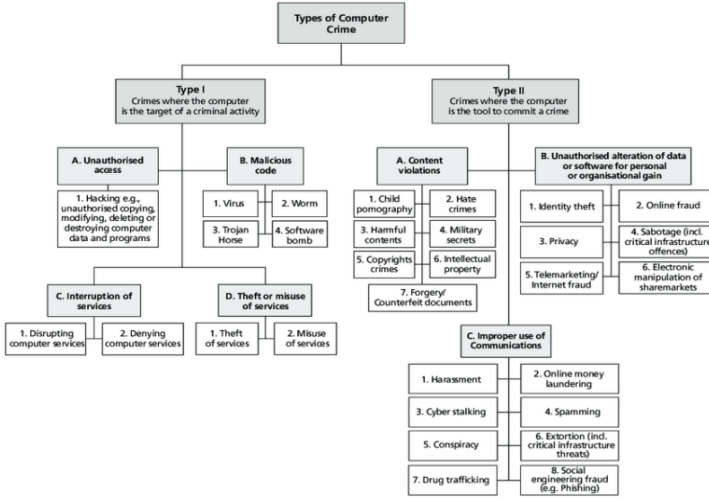 Types of Computer
Crime
Type I
Crimes where the computer
is the target of a criminal activity
Type II
Crimes where the computer
is the tool to commit a crime
A. Unauthorised
access
1. Hacking e.g.,
unauthorised copying,
modifying, deleting or
destroying computer
data and programs
B. Malicious
code
1. Virus
2. Worm
3. Trojan
Horse
4. Software
bomb
C. Interruption of
services
1. Disrupting
computer services
2. Denying
computer services
D. Theft or misuse
of services
1. Theft
of services
2. Misuse
of services
A. Content
violations
1. Child
pornography
2. Hate
crimes
3. Harmful
contents
4. Military
secrets
5. Copyrights
crimes
6. Intellectual
property
7. Forgery/
Counterfeit documents
B. Unauthorised alteration of data
or software for personal
or organisational gain
1. Identity theft
2. Online fraud
3. Privacy
4. Sabotage (incl.
critical infrastructure
offences)
5. Telemarketing/
Internet fraud
6. Electronic
manipulation of
sharemarkets
C. Improper use of
Communications
1. Harassment
2. Online money
laundering
3. Cyber stalking
4. Spamming
5. Conspiracy
6. Extortion (incl.
critical infrastructure
threats)
7. Drug trafficking
8. Social
engineering fraud
(e.g. Phishing)